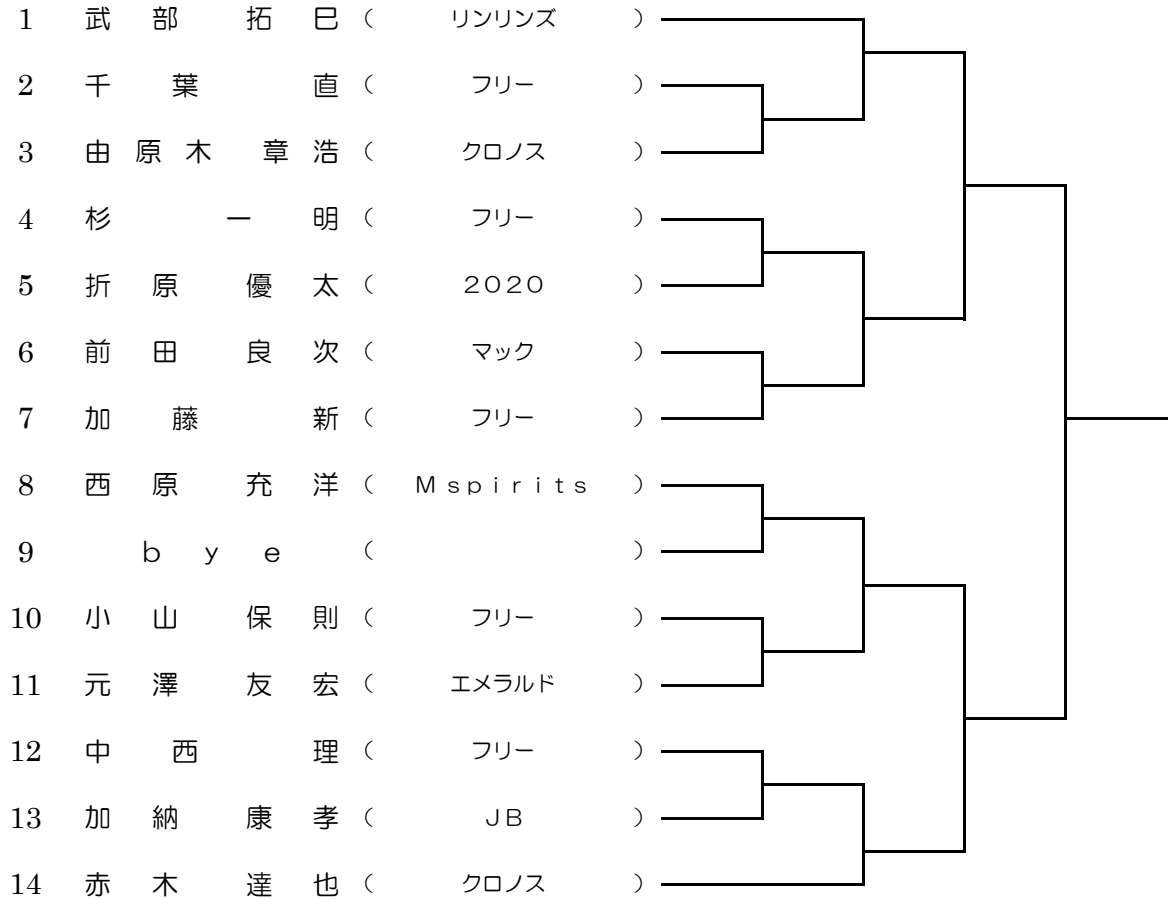 1 武部 拓巳 （ リンリンズ ）
2 千葉 直 （ フリー ）
3 由原木 章浩 （ クロノス ）
4 杉 一明 （ フリー ）
5 折原 優太 （ ２０２０ ）
6 前田 良次 （ マック ）
7 加藤 新 （ フリー ）
8 西原 充洋 （ Ｍｓｐｉｒｉｔｓ ）
9 ｂｙｅ （ ）
10 小山 保則 （ フリー ）
11 元澤 友宏 （ エメラルド ）
12 中西 理 （ フリー ）
13 加納 康孝 （ ＪＢ ）
14 赤木 達也 （ クロノス ）